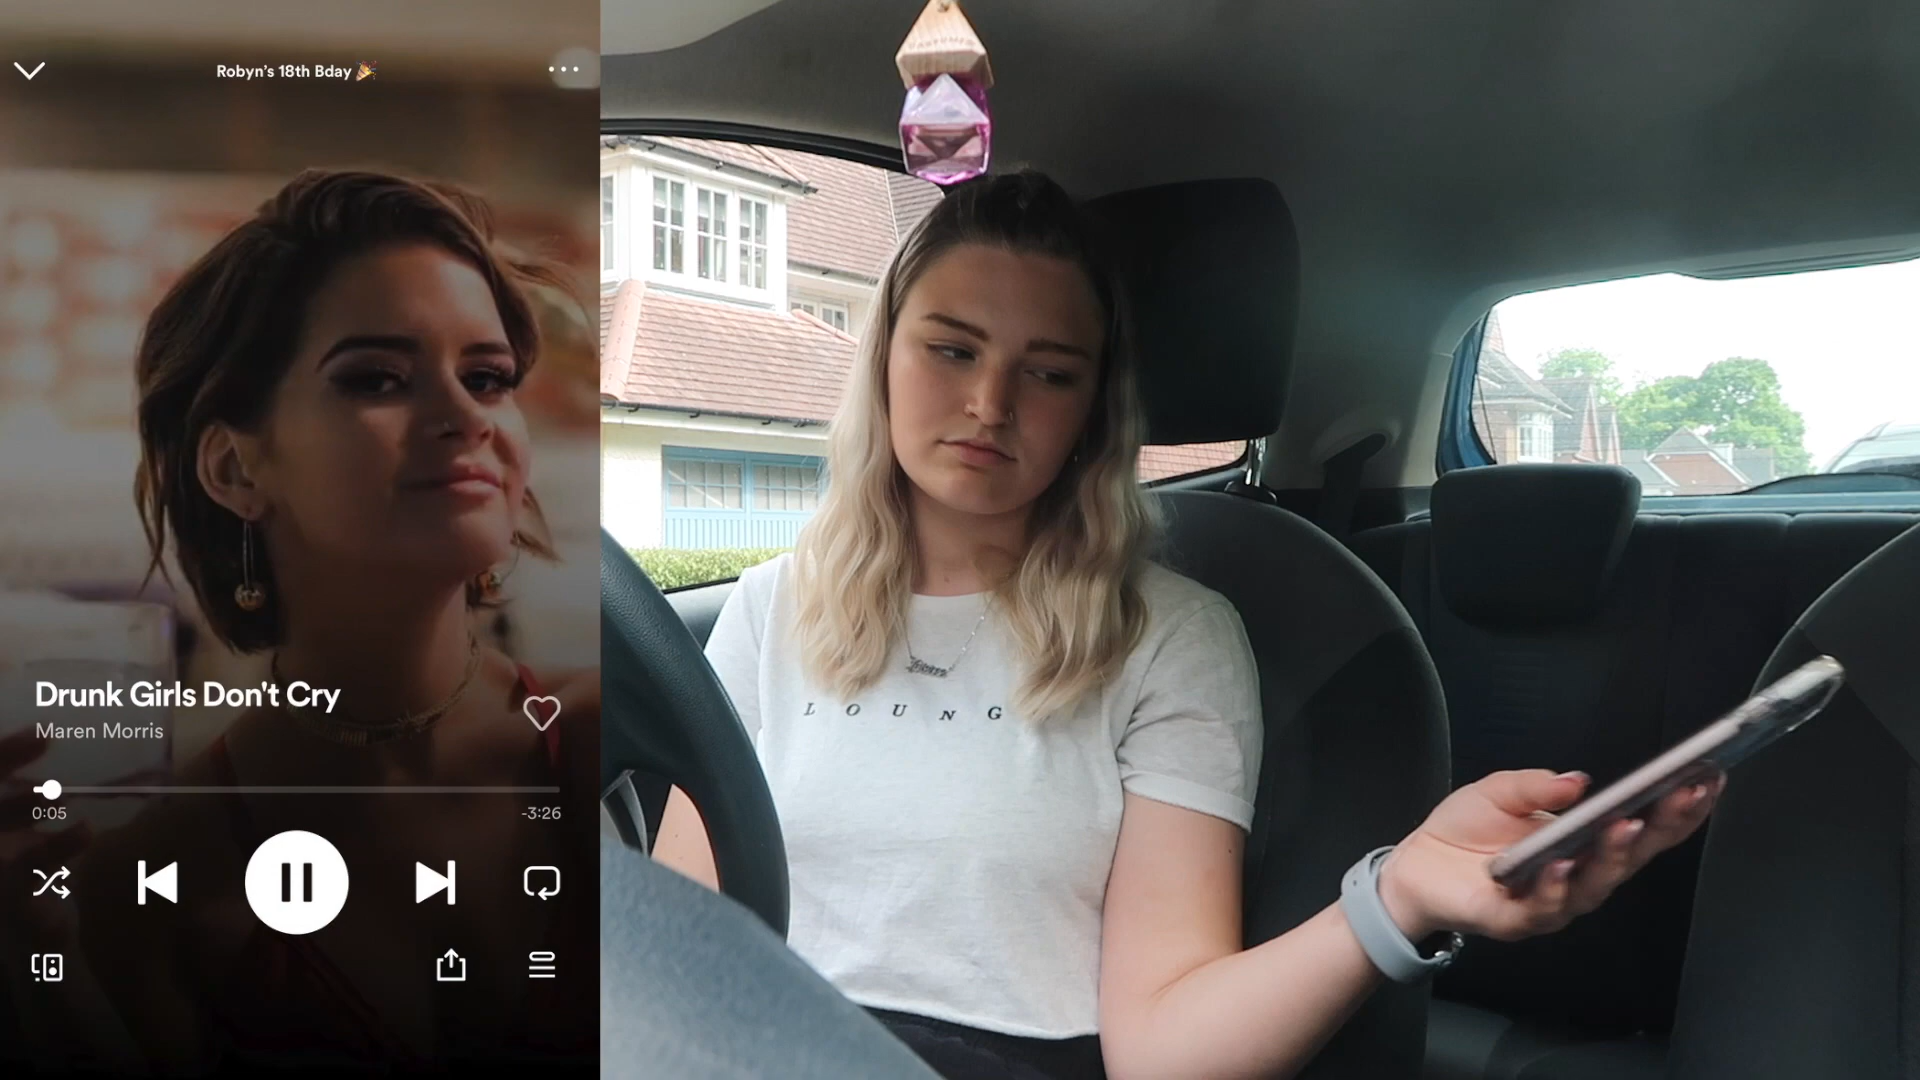 Robyn's 18th Bday 🎉
Drunk Girls Don't Cry
Maren Morris
0:05
-3:26
L O U N G